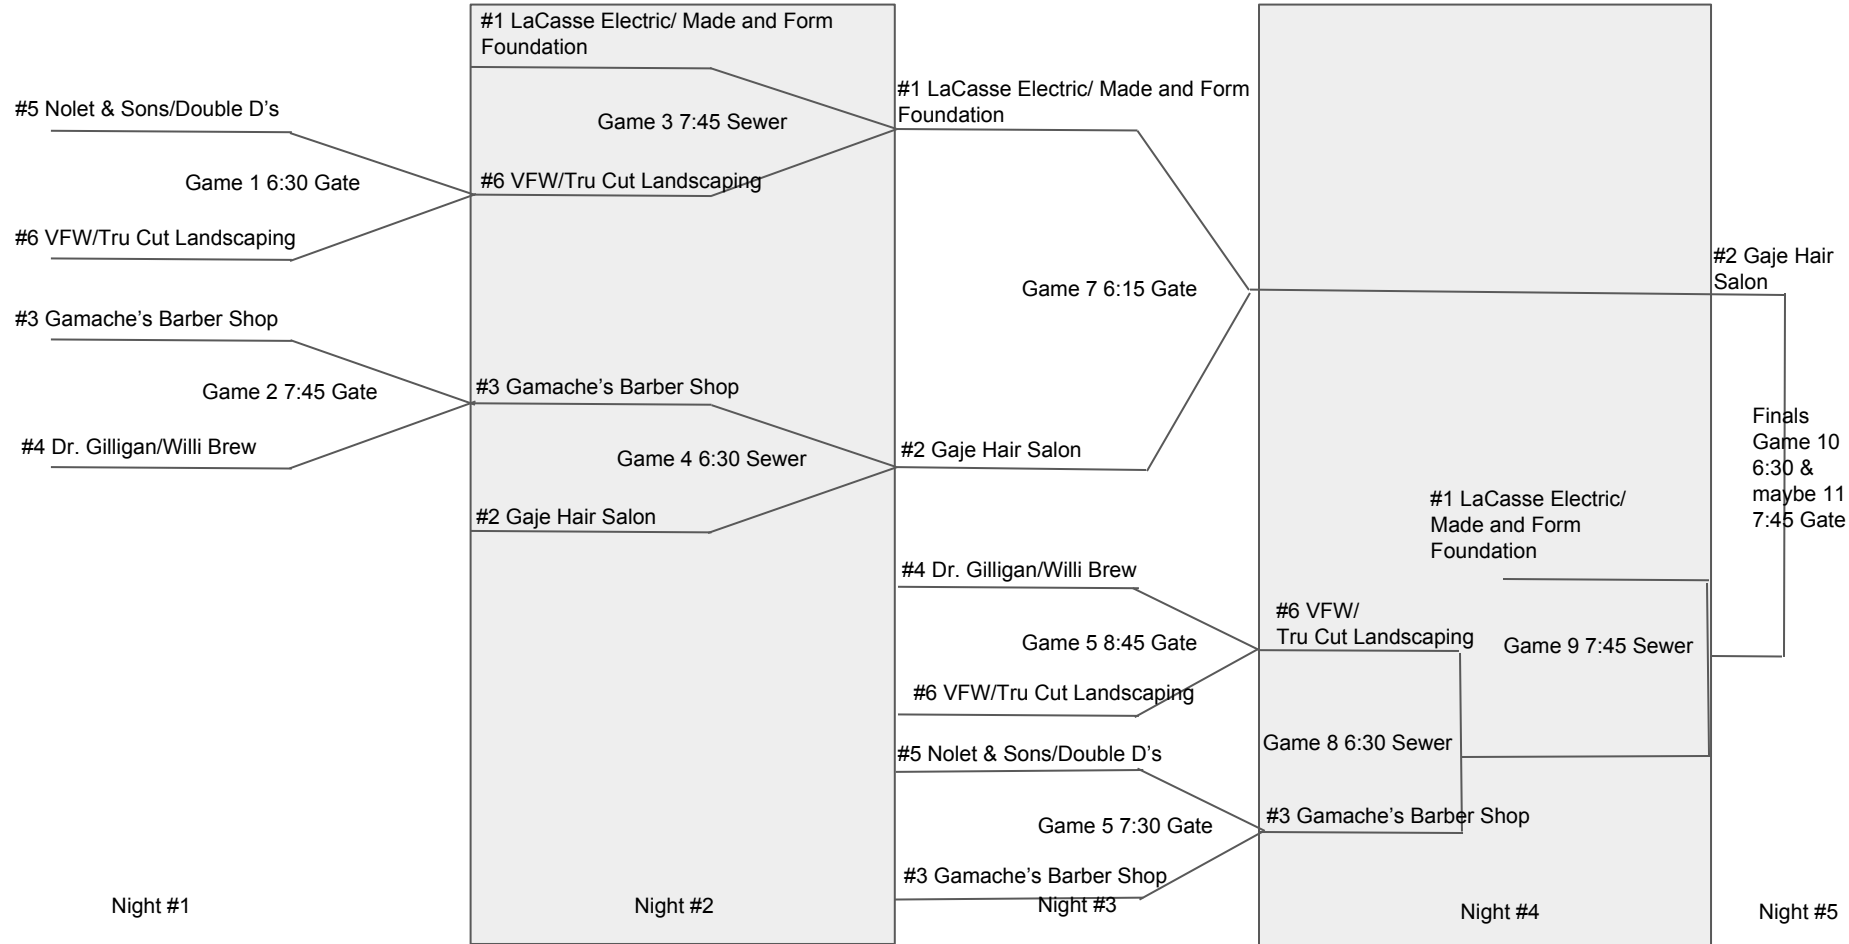 #5 Nolet & Sons/Double D’s
Game 1 6:30 Gate
#6 VFW/Tru Cut Landscaping
#3 Gamache’s Barber Shop
Game 2 7:45 Gate
#4 Dr. Gilligan/Willi Brew
Night #1
#1 LaCasse Electric/ Made and Form
Foundation
Game 3 7:45 Sewer
#6 VFW/Tru Cut Landscaping
#3 Gamache’s Barber Shop
Game 4 6:30 Sewer
#2 Gaje Hair Salon
Night #2
#1 LaCasse Electric/ Made and Form
Foundation
Game 7 6:15 Gate
#2 Gaje Hair Salon
#4 Dr. Gilligan/Willi Brew
Game 5 8:45 Gate
#6 VFW/Tru Cut Landscaping
#5 Nolet & Sons/Double D’s
Game 5 7:30 Gate
#3 Gamache’s Barber Shop
Night #3
#1 LaCasse Electric/
Made and Form
Foundation
#6 VFW/
Tru Cut Landscaping
Game 9 7:45 Sewer
Game 8 6:30 Sewer
#3 Gamache’s Barber Shop
Night #4
#2 Gaje Hair
Salon
Finals
Game 10
6:30 &
maybe 11
7:45 Gate
Night #5